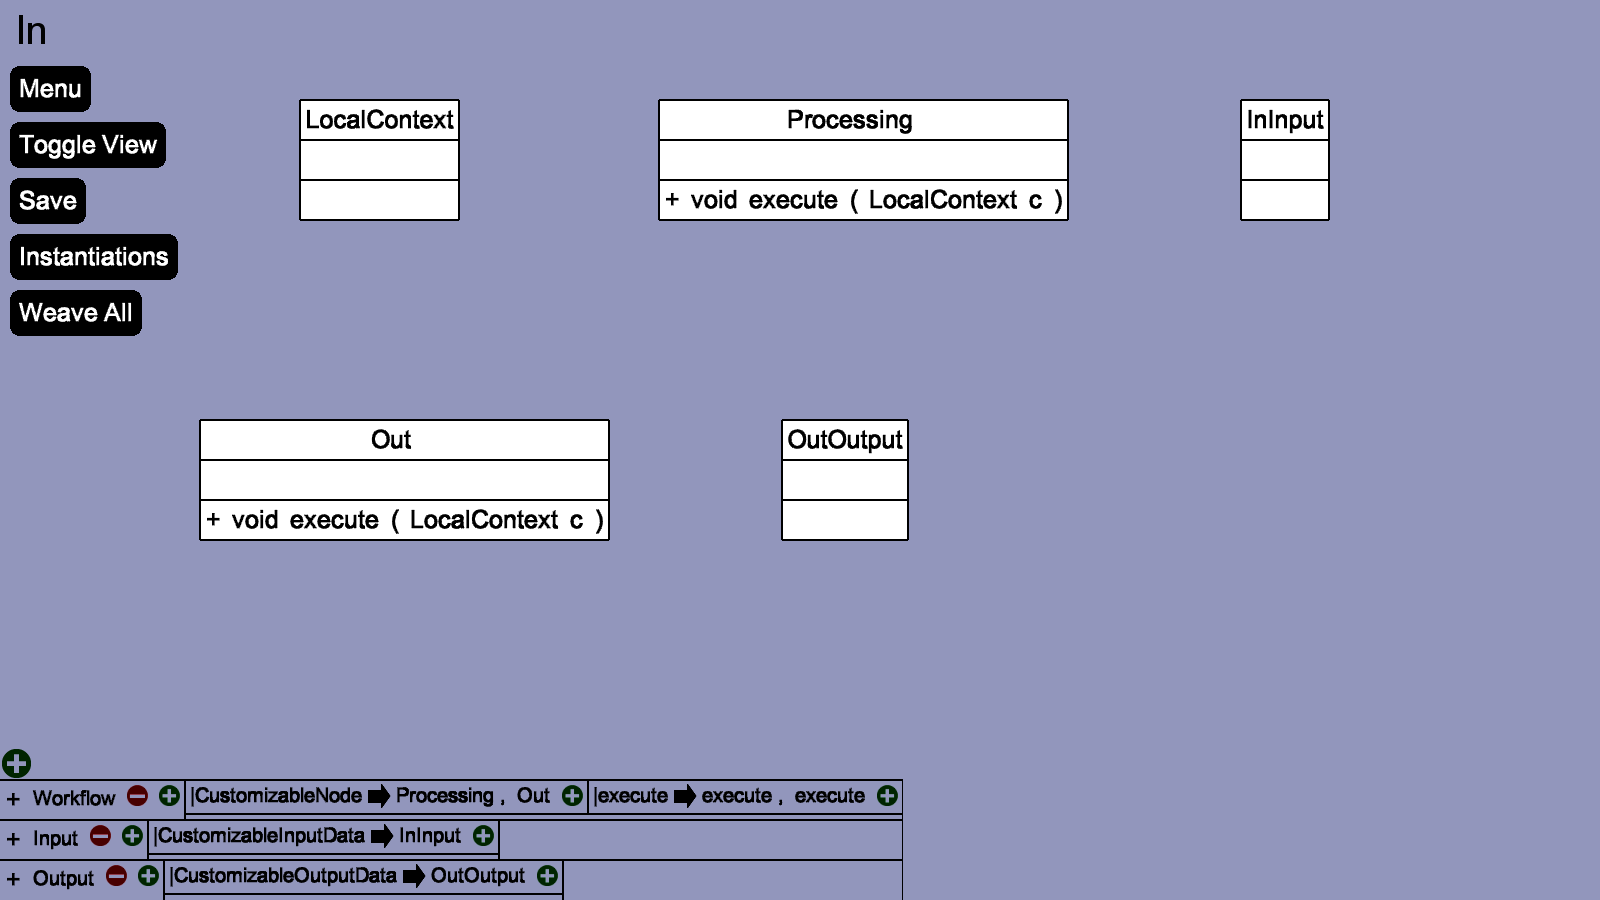 In
Menu
Toggle View
Save
Instantiations
Weave All
LocalContext
Processing
+ void execute ( LocalContext c )
InInput
Out
+ void execute ( LocalContext c )
OutOutput
+ Workflow |CustomizableNode Processing , Out |execute execute , execute
+ Input |CustomizableInputData InInput
+ Output |CustomizableOutputData OutOutput